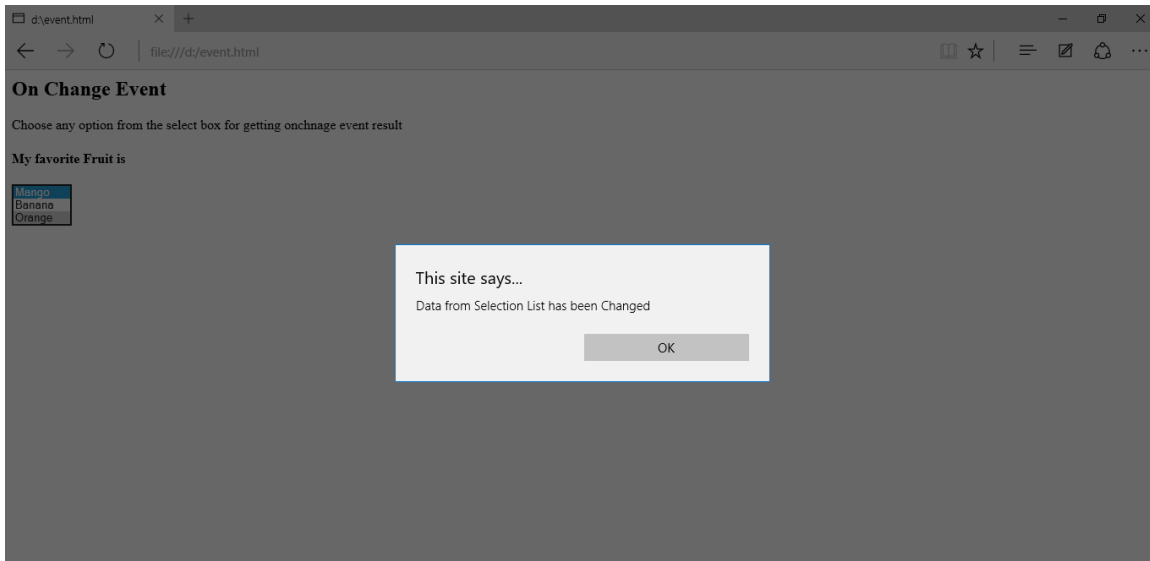 d:\event.html
file:///d:/event.html
On Change Event
Choose any option from the select box for getting onchnage event result
My favorite Fruit is
Mango
Banana
Orange
This site says...
Data from Selection List has been Changed
OK